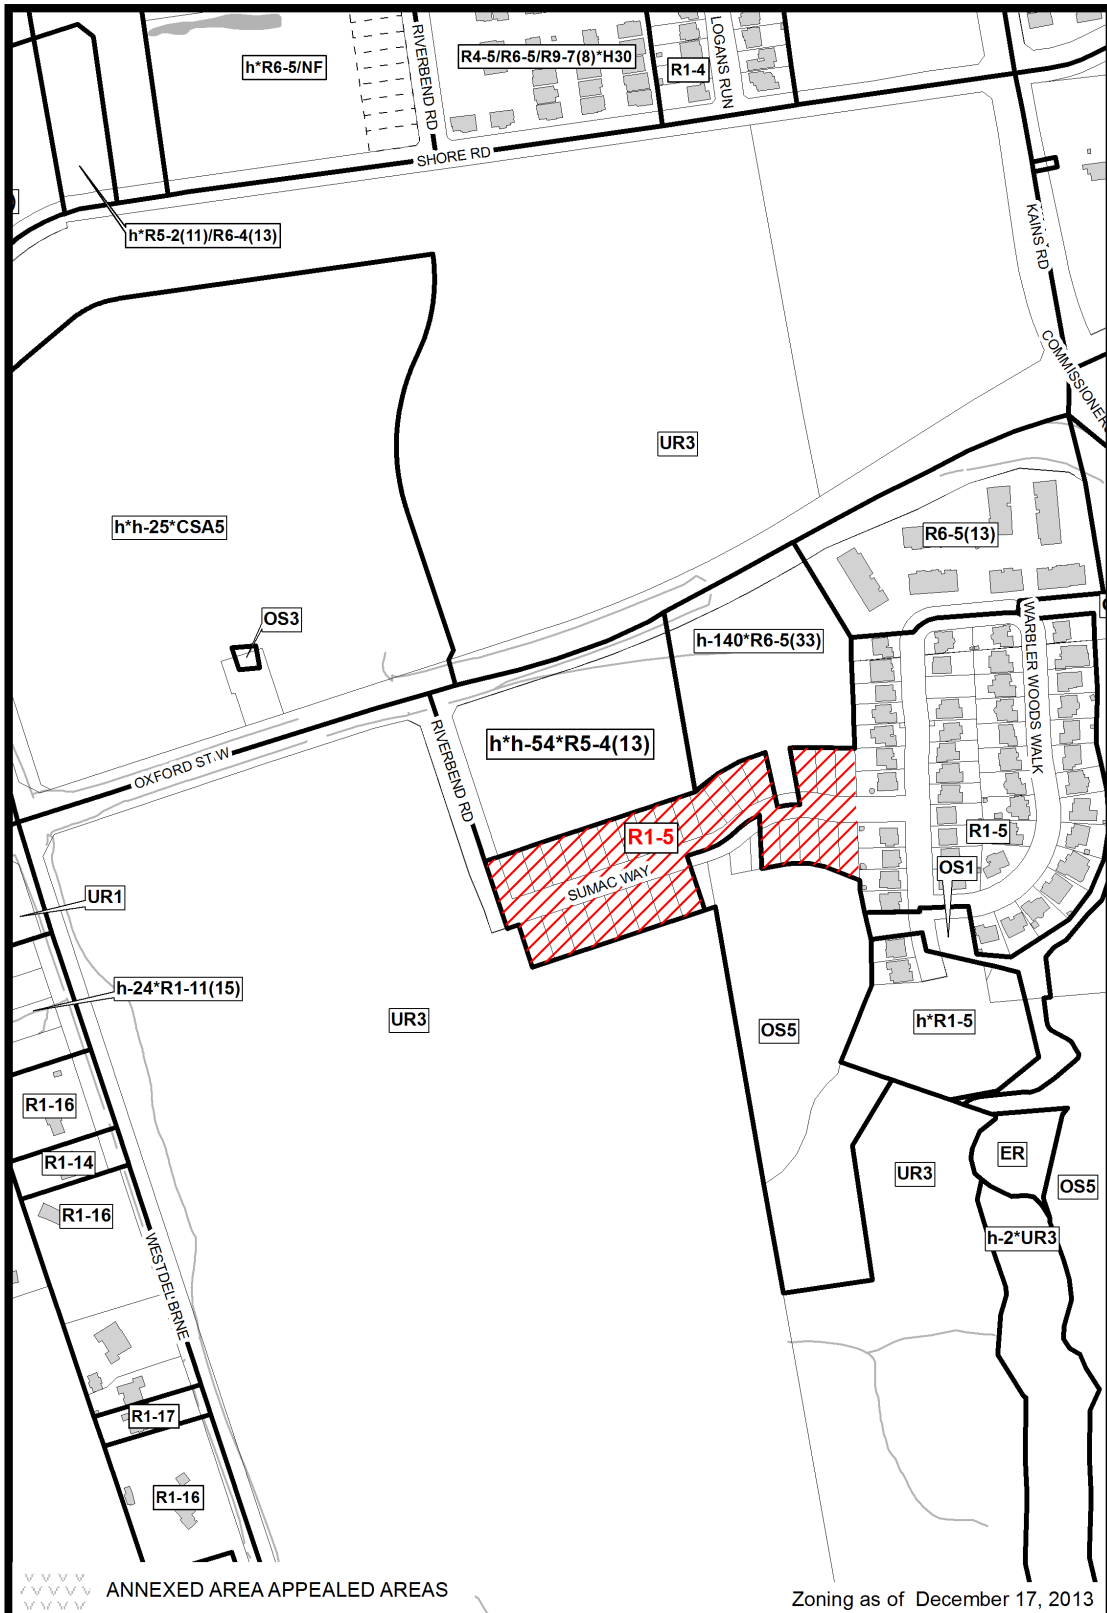 RIVERBEND RD
R4-5/R6-5/R9-7(8)*H30
LOGANS RUN
h*R6-5/NF
R1-4
SHORE RD
h*R5-2(11)/R6-4(13)
KAINS RD
UR3
h*h-25*CSA5
R6-5(13)
OS3
h-140*R6-5(33)
WARBLER WOODS WALK
h*h-54*R5-4(13)
RIVERBEND RD
OXFORD ST W
R1-5
R1-5
OS1
SUMAC WAY
UR1
h-24*R1-11(15)
UR3
OS5
h*R1-5
R1-16
R1-14
ER
UR3
OS5
R1-16
h-2*UR3
WESTDEL BRNE
R1-17
R1-16
ANNEXED AREA APPEALED AREAS
Zoning as of December 17, 2013